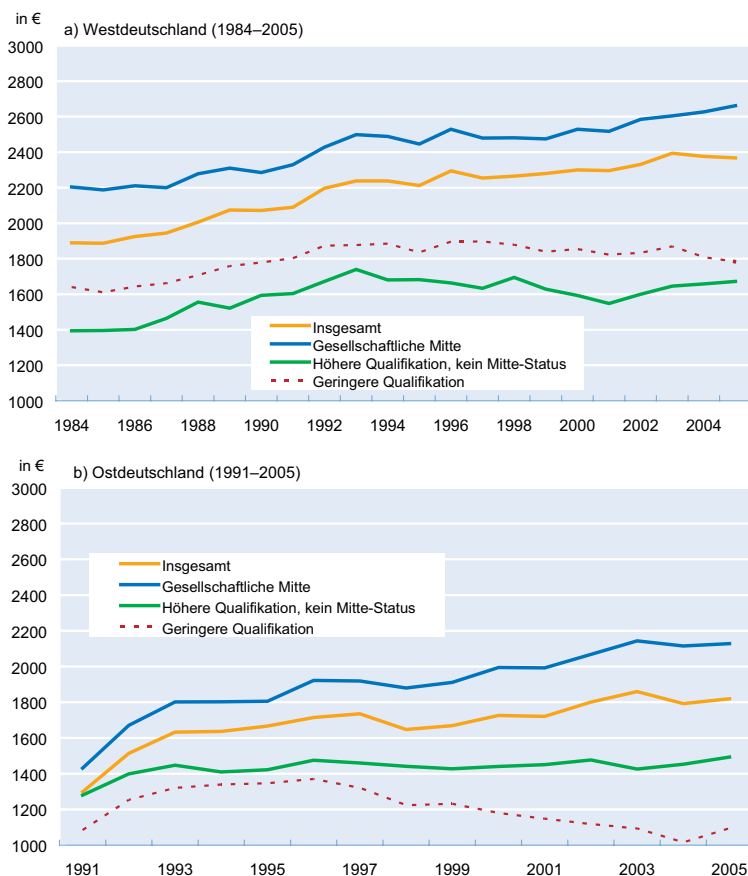 in €
a) Westdeutschland (1984–2005)
3000
2800
2600
2400
2200
2000
1800
1600
1400
1200
1000
Insgesamt
Gesellschaftliche Mitte
Höhere Qualifikation, kein Mitte-Status
Geringere Qualifikation
1984 1986 1988 1990 1992 1994 1996 1998 2000 2002 2004
in €
b) Ostdeutschland (1991–2005)
3000
2800
2600
2400
2200
2000
1800
1600
1400
1200
1000
Insgesamt
Gesellschaftliche Mitte
Höhere Qualifikation, kein Mitte-Status
Geringere Qualifikation
1991 1993 1995 1997 1999 2001 2003 2005